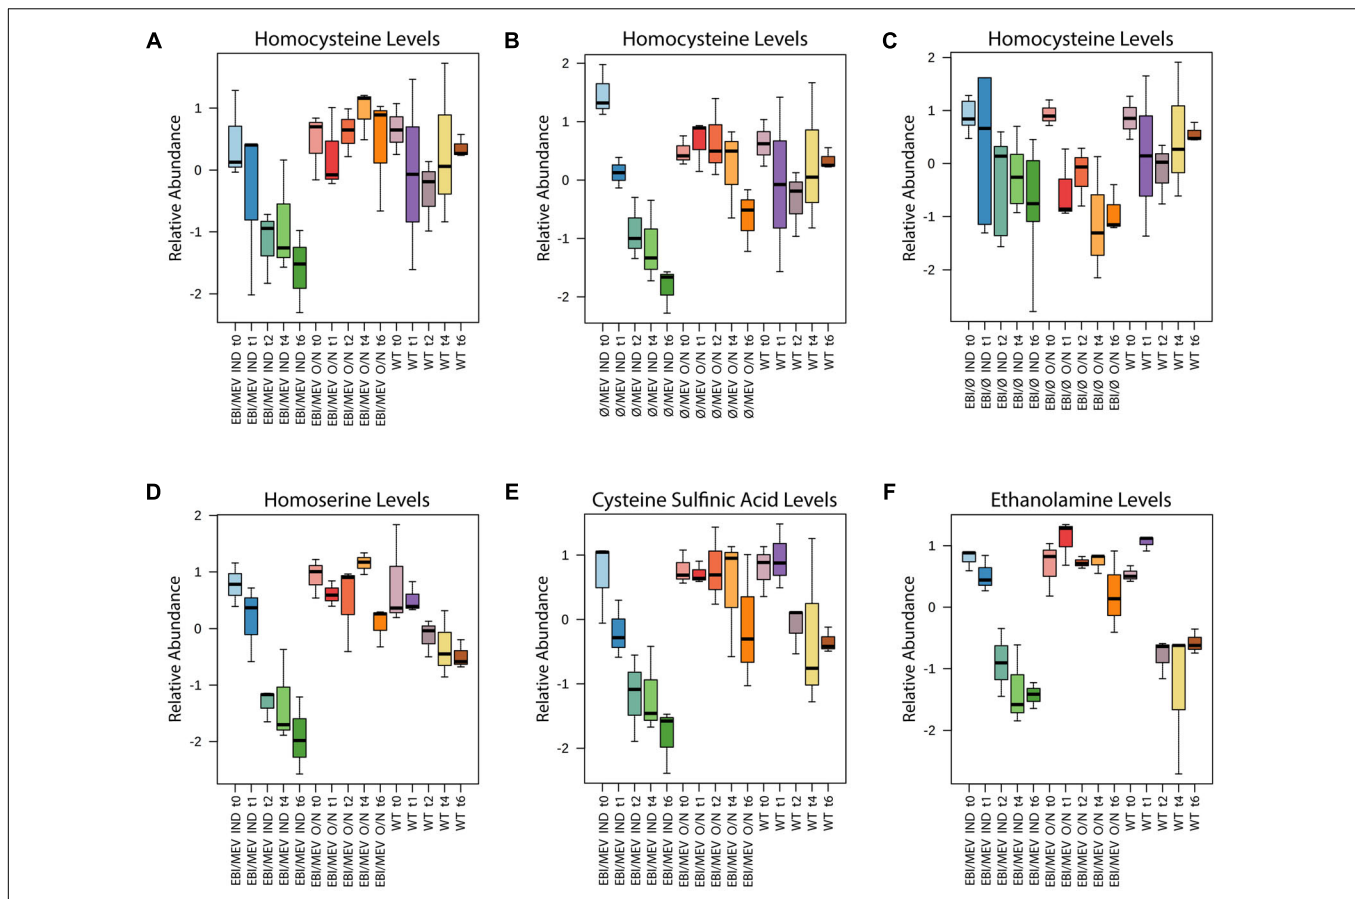 A
Homocysteine Levels
Relative Abundance
1
0
-1
-2
EBI/MEV IND t0
EBI/MEV IND t1
EBI/MEV IND t2
EBI/MEV IND t4
EBI/MEV IND t6
EBI/MEV O/N t0
EBI/MEV O/N t1
EBI/MEV O/N t2
EBI/MEV O/N t4
EBI/MEV O/N t6
WT t0
WT t1
WT t2
WT t4
WT t6
B
Homocysteine Levels
Relative Abundance
2
1
0
-1
-2
Ø/MEV IND t0
Ø/MEV IND t1
Ø/MEV IND t2
Ø/MEV IND t4
Ø/MEV IND t6
Ø/MEV O/N t0
Ø/MEV O/N t1
Ø/MEV O/N t2
Ø/MEV O/N t4
Ø/MEV O/N t6
WT t0
WT t1
WT t2
WT t4
WT t6
C
Homocysteine Levels
Relative Abundance
2
1
0
-1
-2
EBI/Ø IND t0
EBI/Ø IND t1
EBI/Ø IND t2
EBI/Ø IND t4
EBI/Ø IND t6
EBI/Ø O/N t0
EBI/Ø O/N t1
EBI/Ø O/N t2
EBI/Ø O/N t4
EBI/Ø O/N t6
WT t0
WT t1
WT t2
WT t4
WT t6
D
Homoserine Levels
Relative Abundance
2
1
0
-1
-2
EBI/MEV IND t0
EBI/MEV IND t1
EBI/MEV IND t2
EBI/MEV IND t4
EBI/MEV IND t6
EBI/MEV O/N t0
EBI/MEV O/N t1
EBI/MEV O/N t2
EBI/MEV O/N t4
EBI/MEV O/N t6
WT t0
WT t1
WT t2
WT t4
WT t6
E
Cysteine Sulfinic Acid Levels
Relative Abundance
1
0
-1
-2
EBI/MEV IND t0
EBI/MEV IND t1
EBI/MEV IND t2
EBI/MEV IND t4
EBI/MEV IND t6
EBI/MEV O/N t0
EBI/MEV O/N t1
EBI/MEV O/N t2
EBI/MEV O/N t4
EBI/MEV O/N t6
WT t0
WT t1
WT t2
WT t4
WT t6
F
Ethanolamine Levels
Relative Abundance
1
0
-1
-2
EBI/MEV IND t0
EBI/MEV IND t1
EBI/MEV IND t2
EBI/MEV IND t4
EBI/MEV IND t6
EBI/MEV O/N t0
EBI/MEV O/N t1
EBI/MEV O/N t2
EBI/MEV O/N t4
EBI/MEV O/N t6
WT t0
WT t1
WT t2
WT t4
WT t6